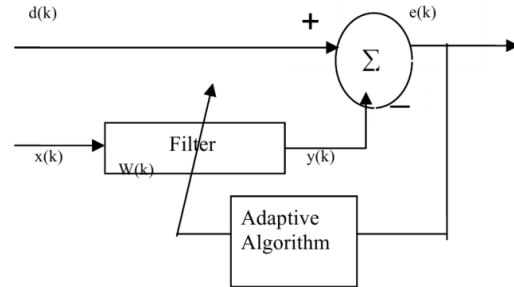 d(k)
e(k)
+
Σ
−
Filter
x(k)
W(k)
y(k)
Adaptive
Algorithm